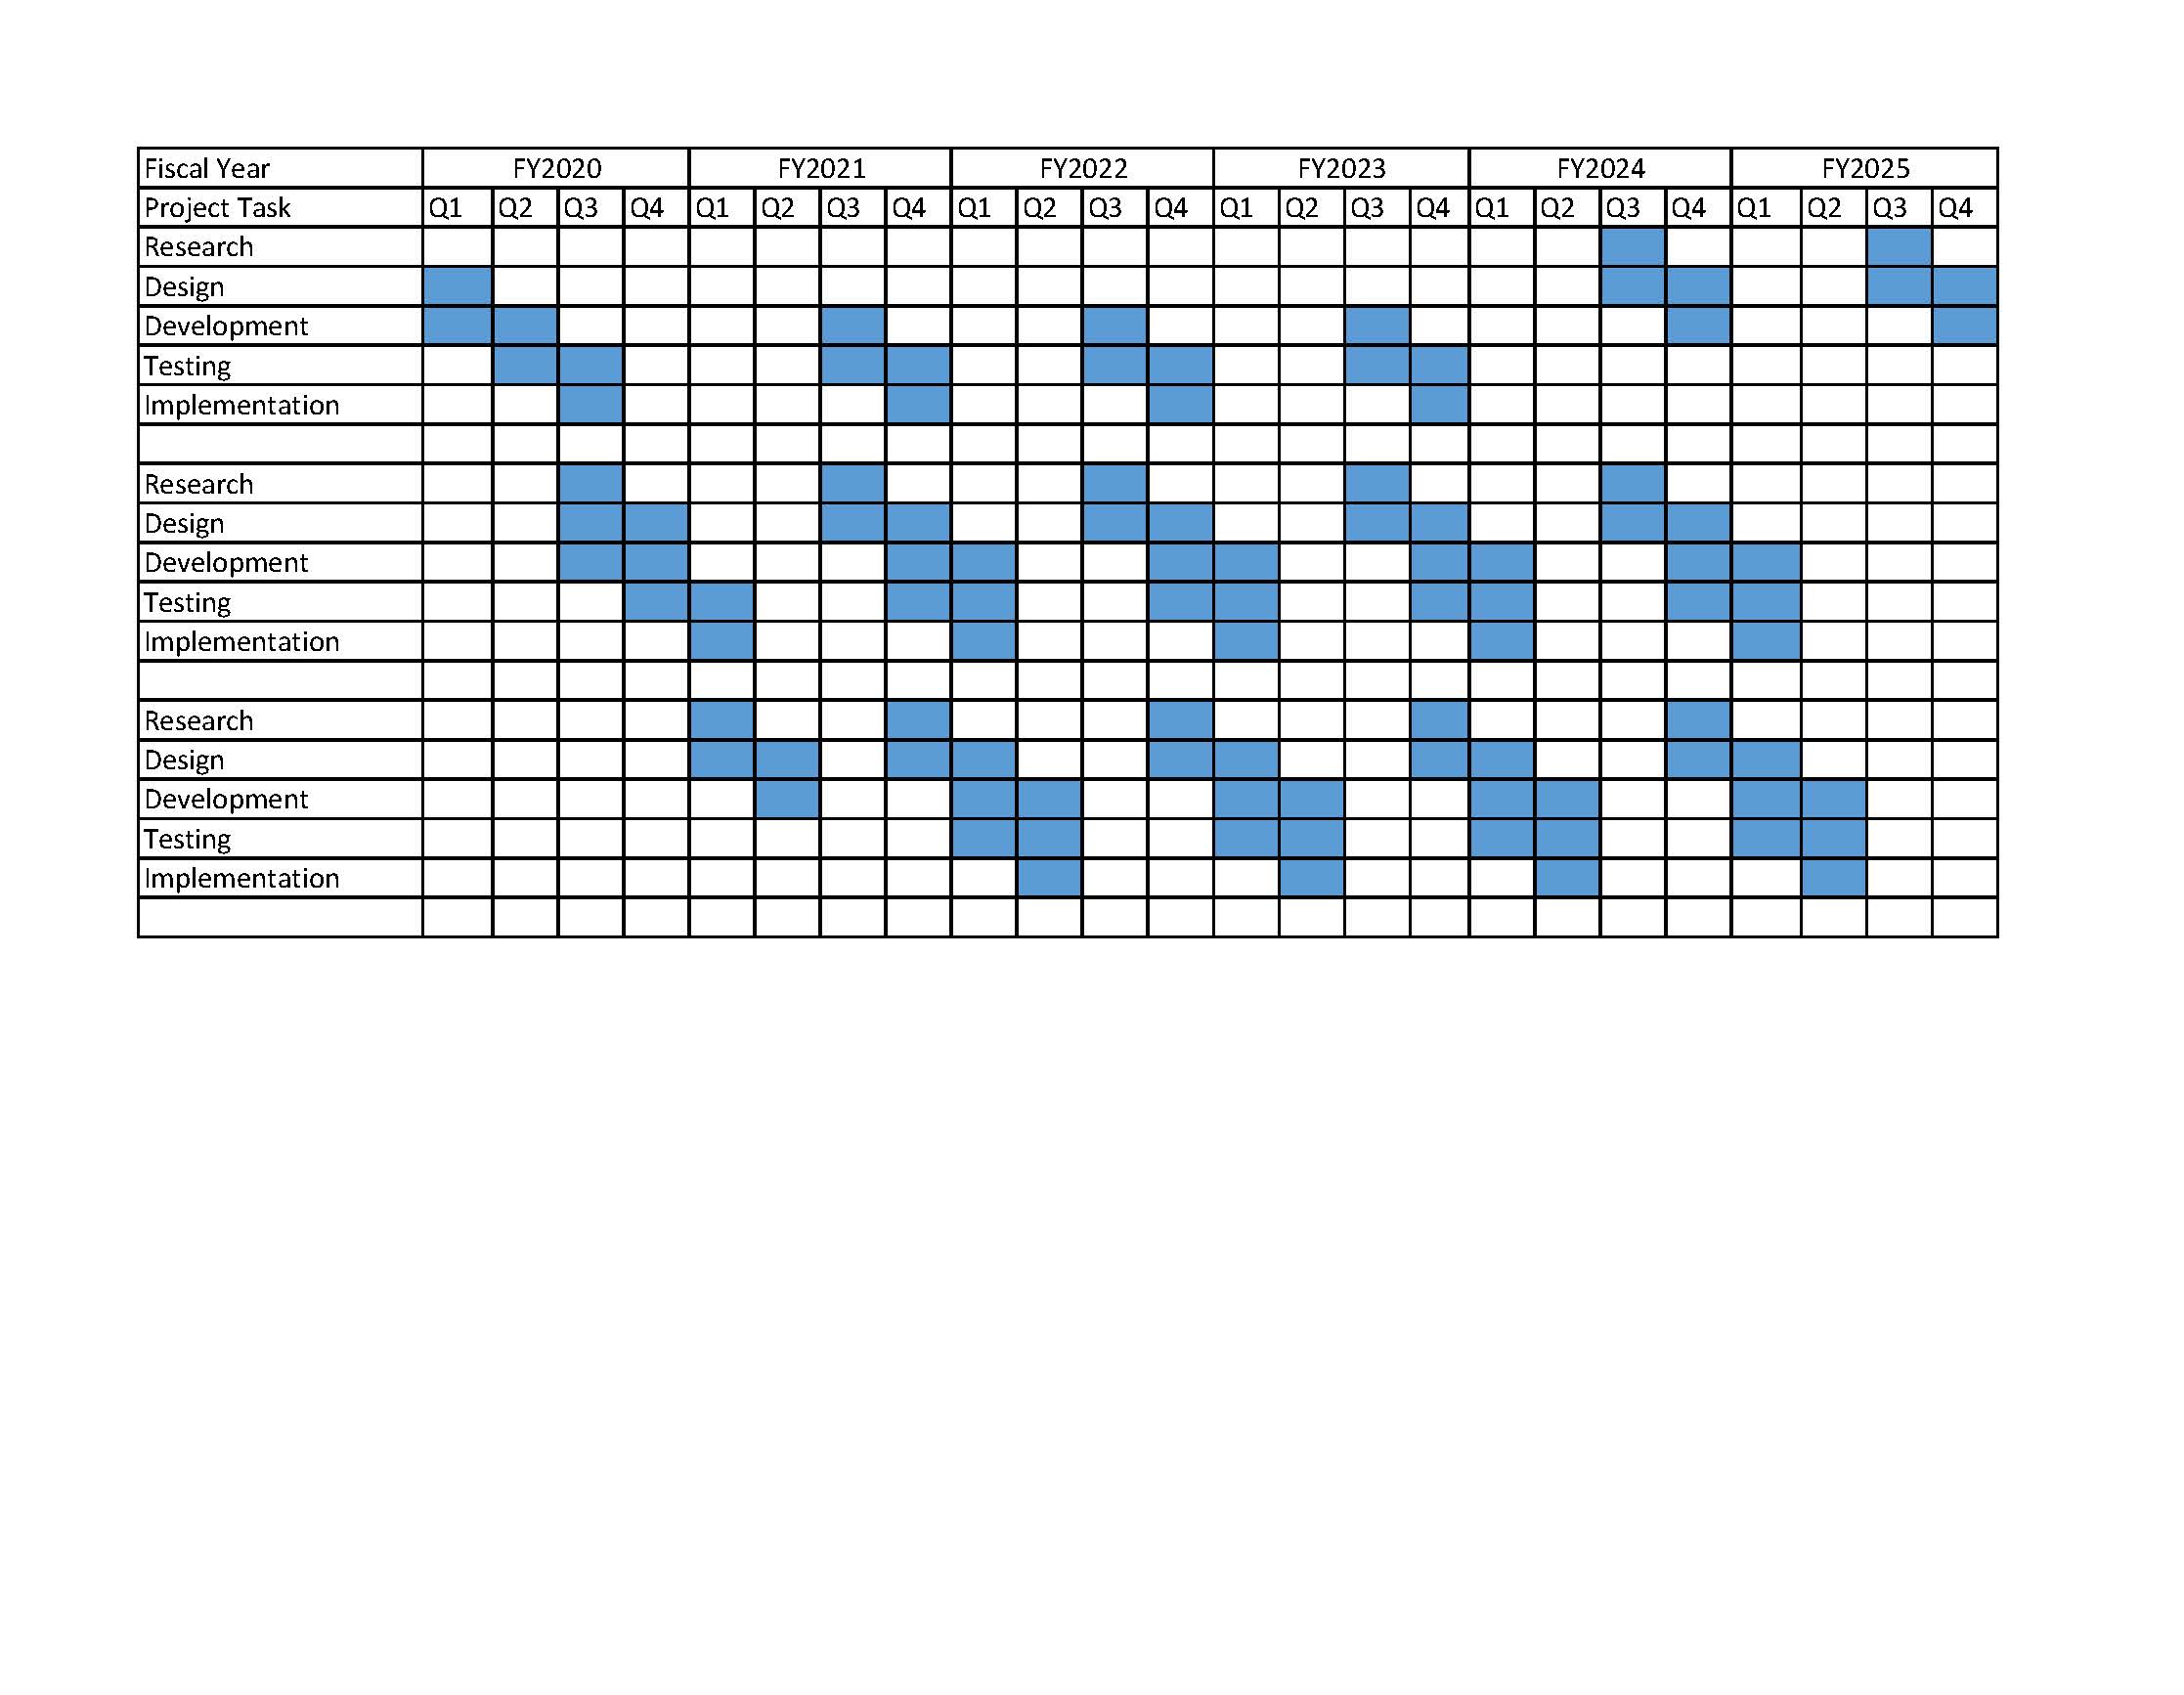 Fiscal Year FY2020 FY2021 FY2022 FY2023 FY2024 FY2025
Project Task Q1 Q2 Q3 Q4 Q1 Q2 Q3 Q4 Q1 Q2 Q3 Q4 Q1 Q2 Q3 Q4 Q1 Q2 Q3 Q4 Q1 Q2 Q3 Q4
Research
Design
Development
Testing
Implementation
Research
Design
Development
Testing
Implementation
Research
Design
Development
Testing
Implementation